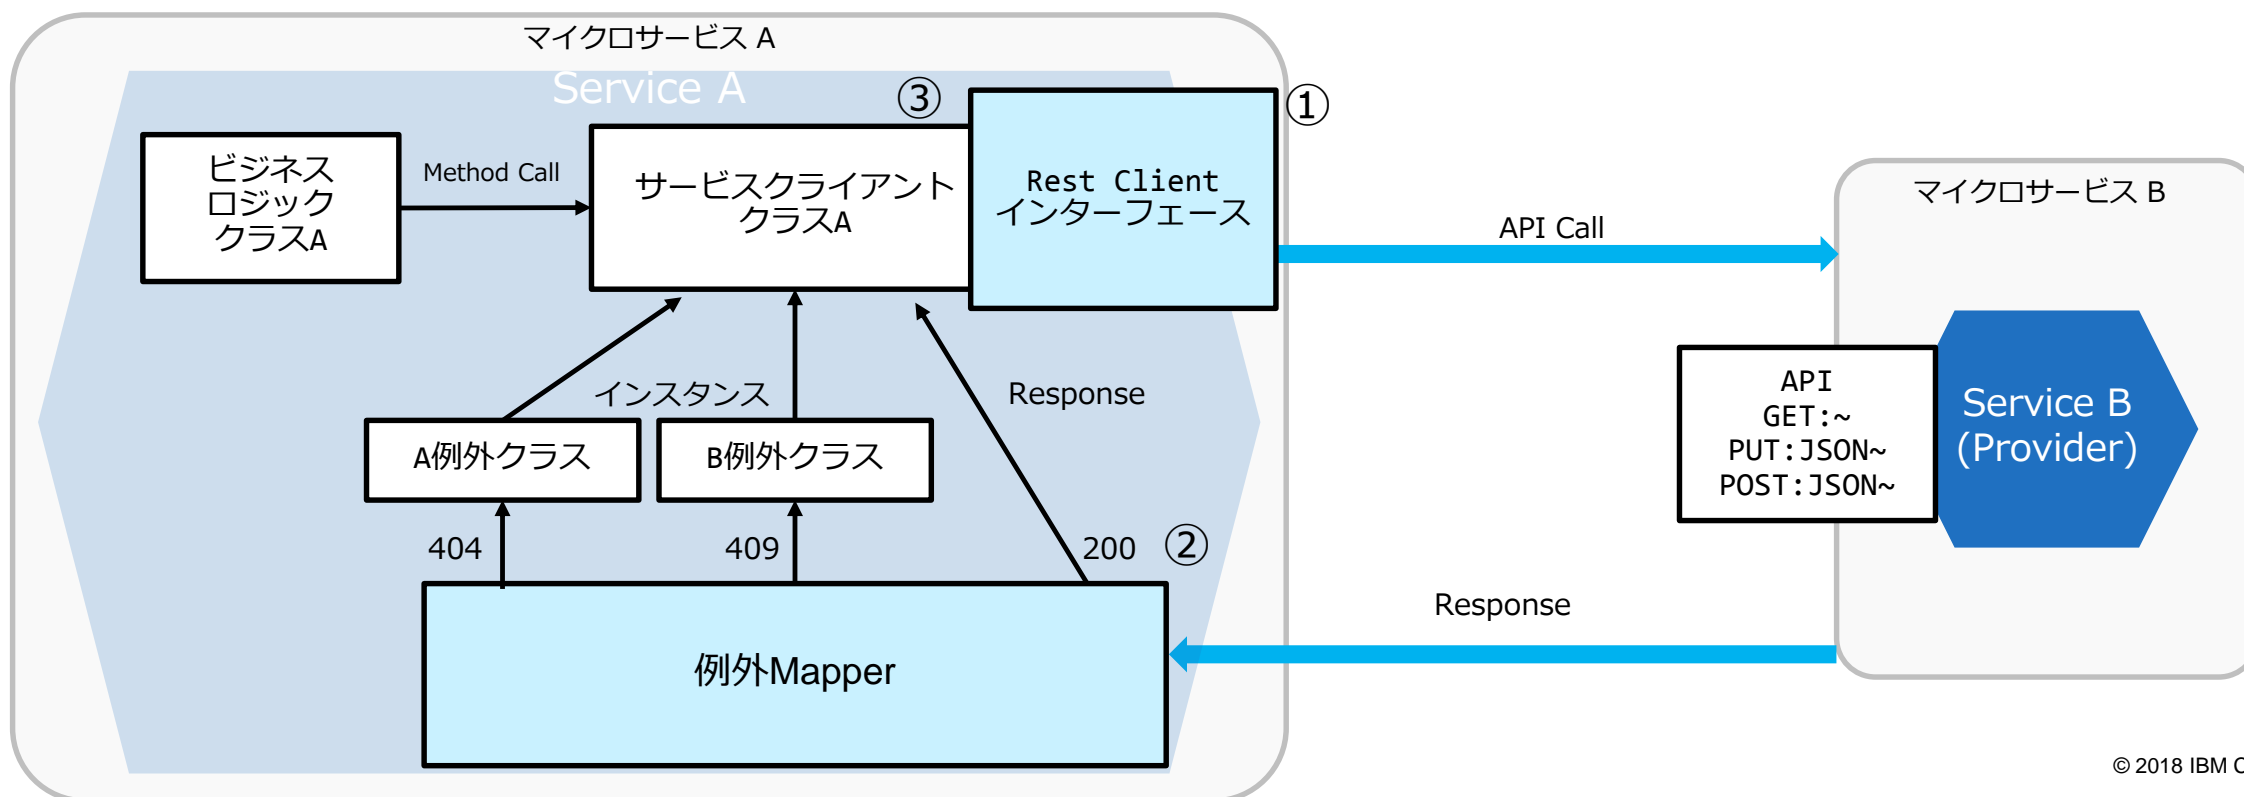 マイクロサービス A
Service A
③
①
ビジネス
ロジック
クラスA
Method Call
サービスクライアント
クラスA
Rest Client
インターフェース
API Call
マイクロサービス B
インスタンス
Response
A例外クラス
B例外クラス
API
GET:~
PUT:JSON~
POST:JSON~
Service B
(Provider)
404
409
200
②
Response
例外Mapper
© 2018 IBM C